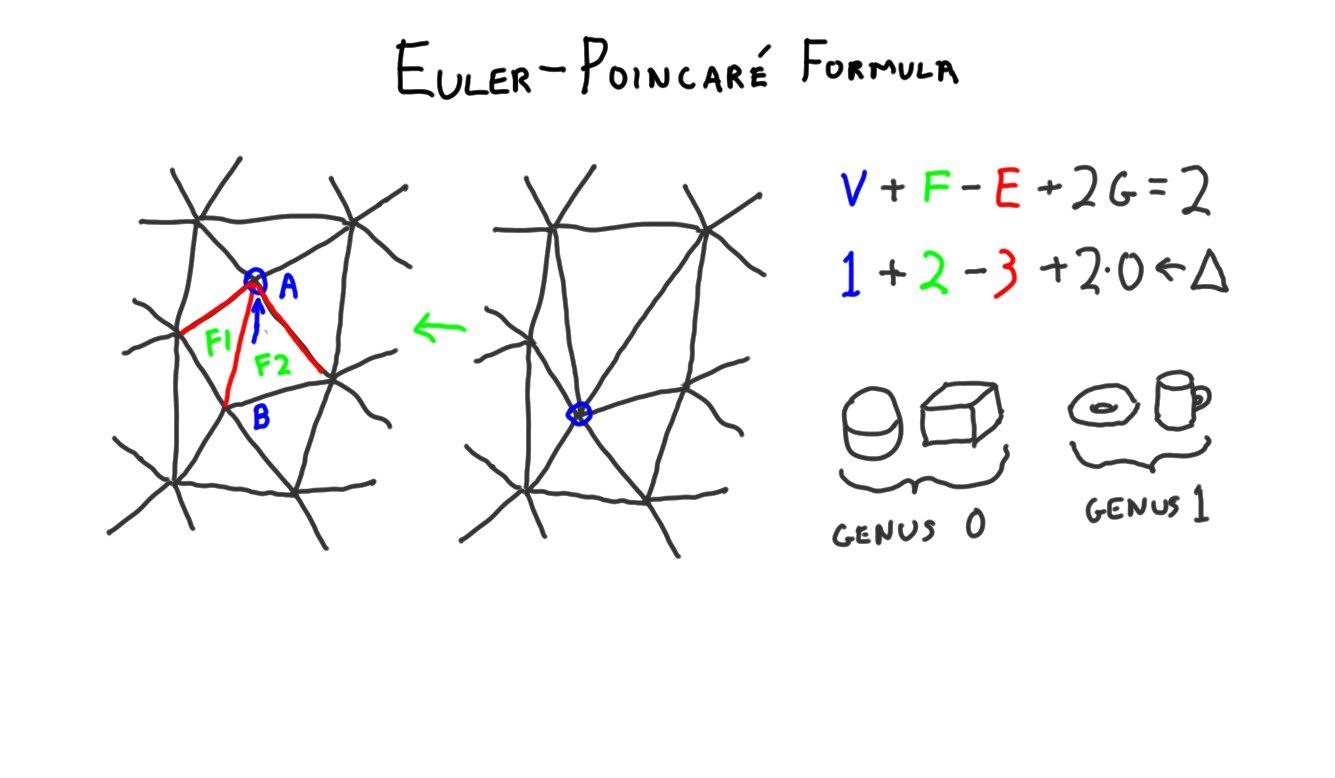 EULER-POINCARÉ FORMULA
A
F1
F2
B
V + F - E + 2G = 2
1 + 2 - 3 + 2·0 ← Δ
GENUS 0
GENUS 1